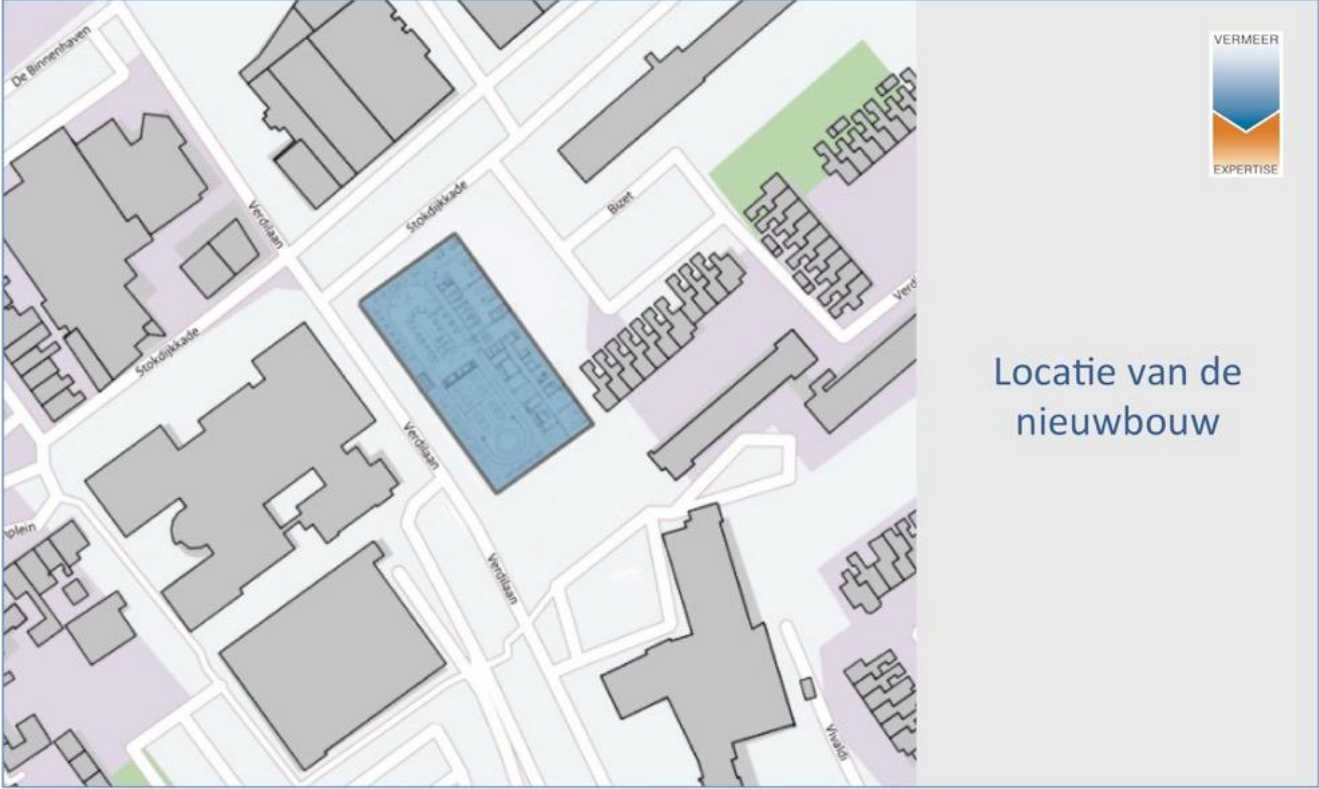 De Binnenhaven
Verdilaan
Stokdijkkade
Bizet
Stokdijkkade
Verdilaan
Verdilaan
plein
Vivaldi
VERMEER
EXPERTISE
Locatie van de
nieuwbouw